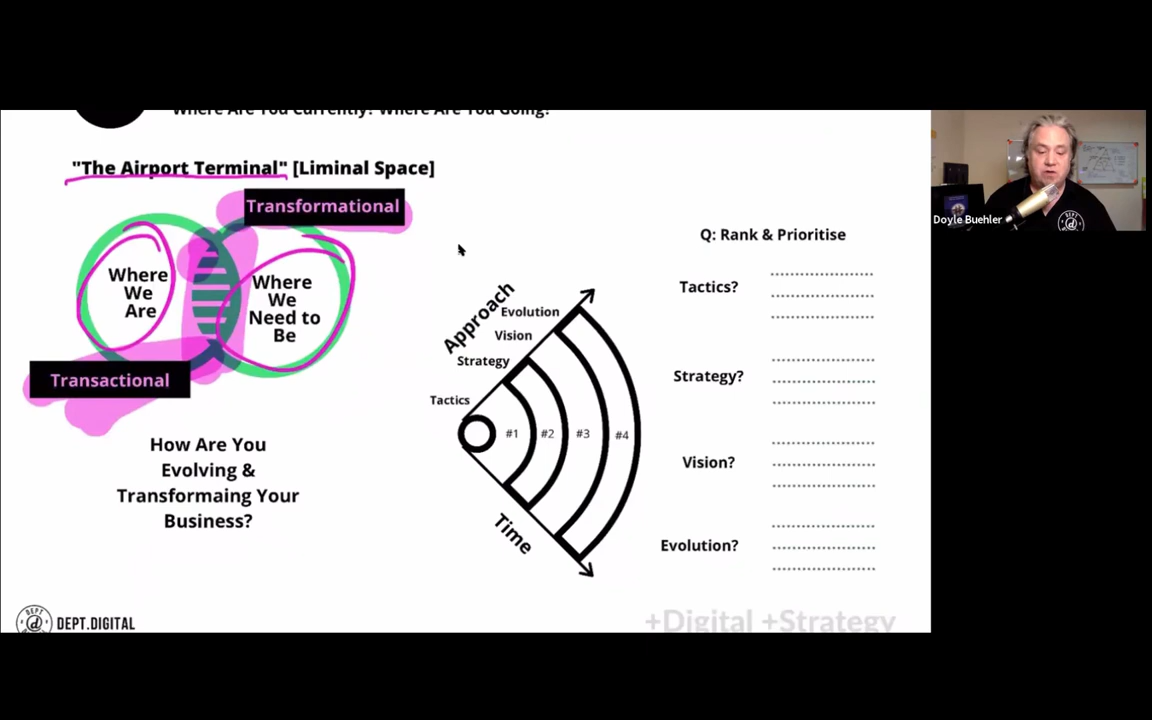 Where Are You Currently? Where Are You Going?
"The Airport Terminal" [Liminal Space]
Transformational
Where
We
Are
Where
We
Need to
Be
Transactional
How Are You
Evolving &
Transformaing Your
Business?
Approach
Evolution
Vision
Strategy
Tactics
#1
#2
#3
#4
Time
Q: Rank & Prioritise
Tactics?
Strategy?
Vision?
Evolution?
DEPT
@
DEPT.DIGITAL
+Digital +Strategy
Doyle Buehler
DEPT